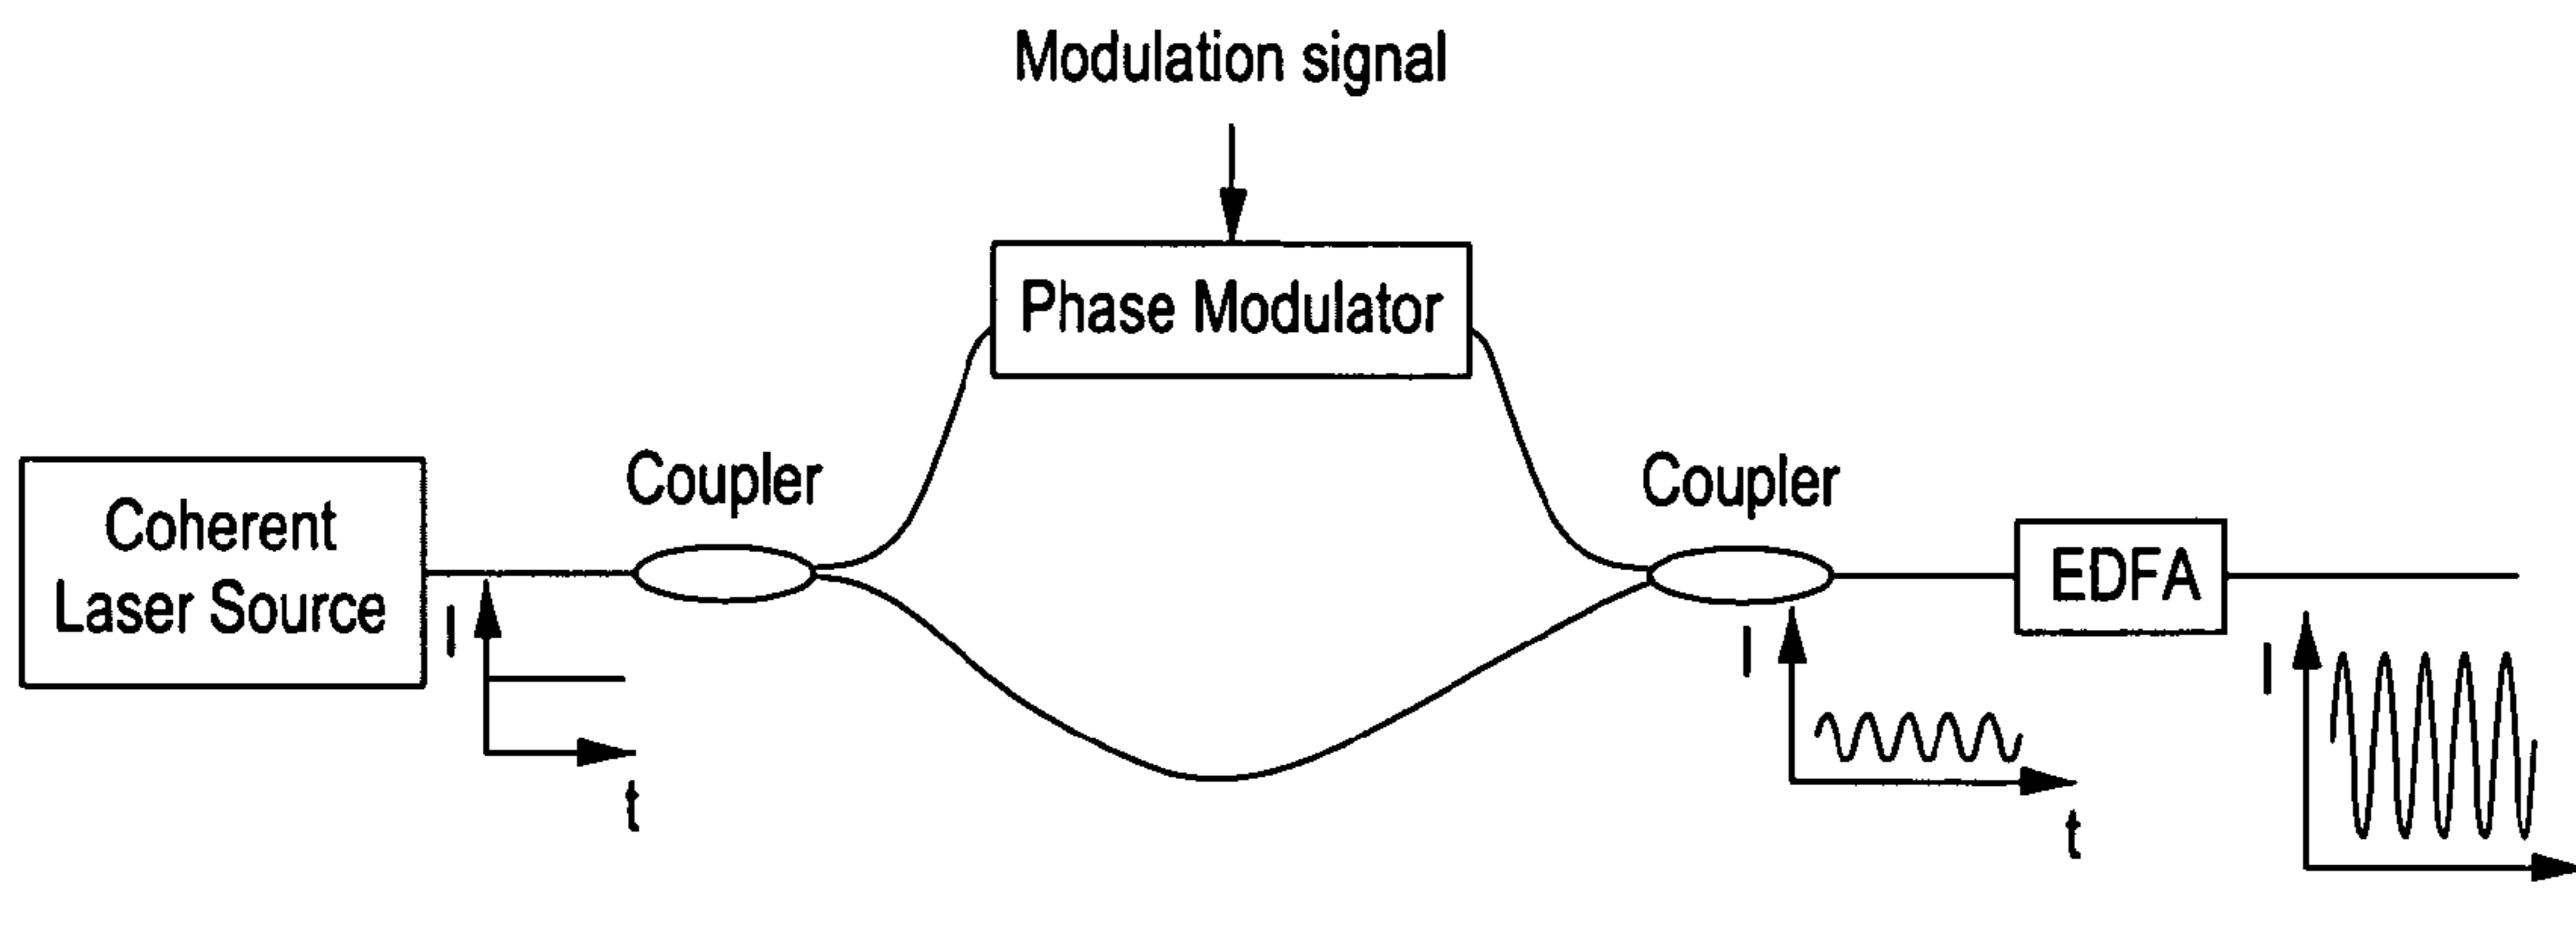 Modulation signal
Phase Modulator
Coupler
Coupler
Coherent
Laser Source
EDFA
I
t
I
t
I